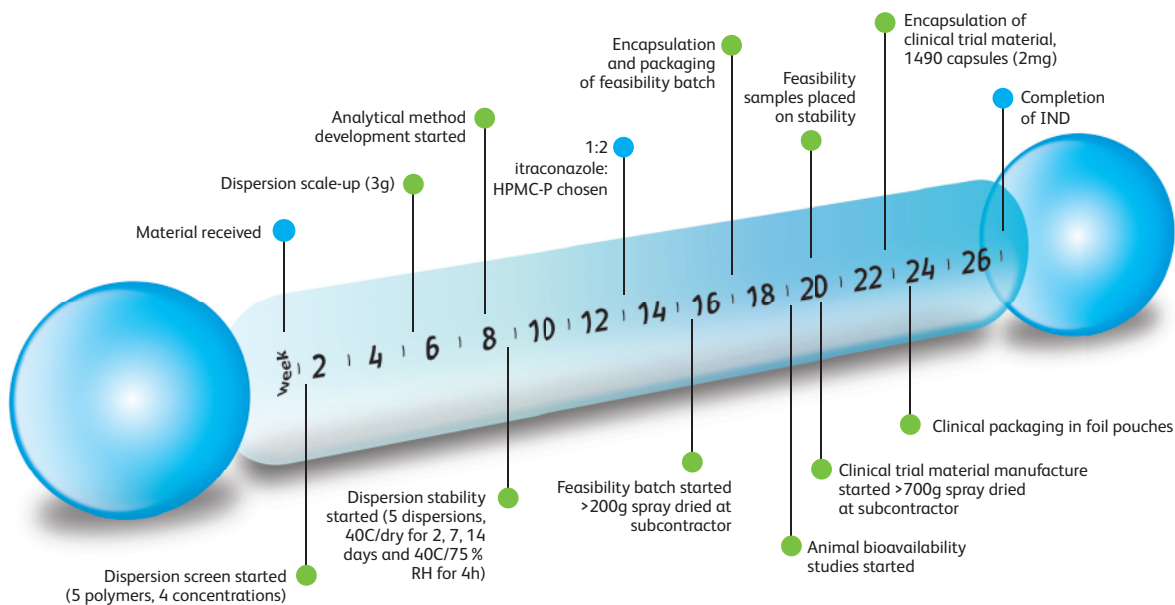 Material received
Dispersion scale-up (3g)
Analytical method
development started
1:2
itraconazole:
HPMC-P chosen
Encapsulation
and packaging
of feasibility batch
Feasibility
samples placed
on stability
Encapsulation of
clinical trial material,
1490 capsules (2mg)
Completion
of IND
week 2 4 6 8 10 12 14 16 18 20 22 24 26
Dispersion screen started
(5 polymers, 4 concentrations)
Dispersion stability
started (5 dispersions,
40C/dry for 2, 7, 14
days and 40C/75 %
RH for 4h)
Feasibility batch started
>200g spray dried at
subcontractor
Animal bioavailability
studies started
Clinical trial material manufacture
started >700g spray dried
at subcontractor
Clinical packaging in foil pouches